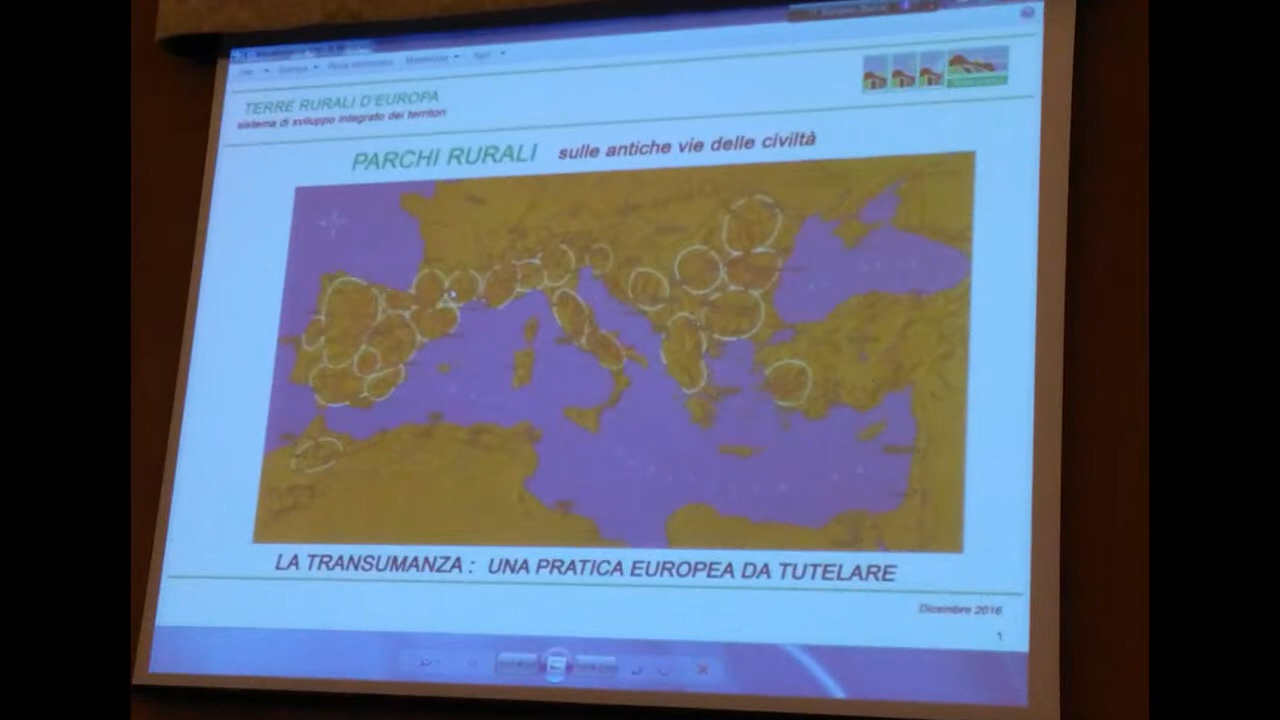 TERRE RURALI D'EUROPA
sistema di sviluppo integrato dei territori
PARCHI RURALI sulle antiche vie delle civiltà
LA TRANSUMANZA : UNA PRATICA EUROPEA DA TUTELARE
Dicembre 2016
1